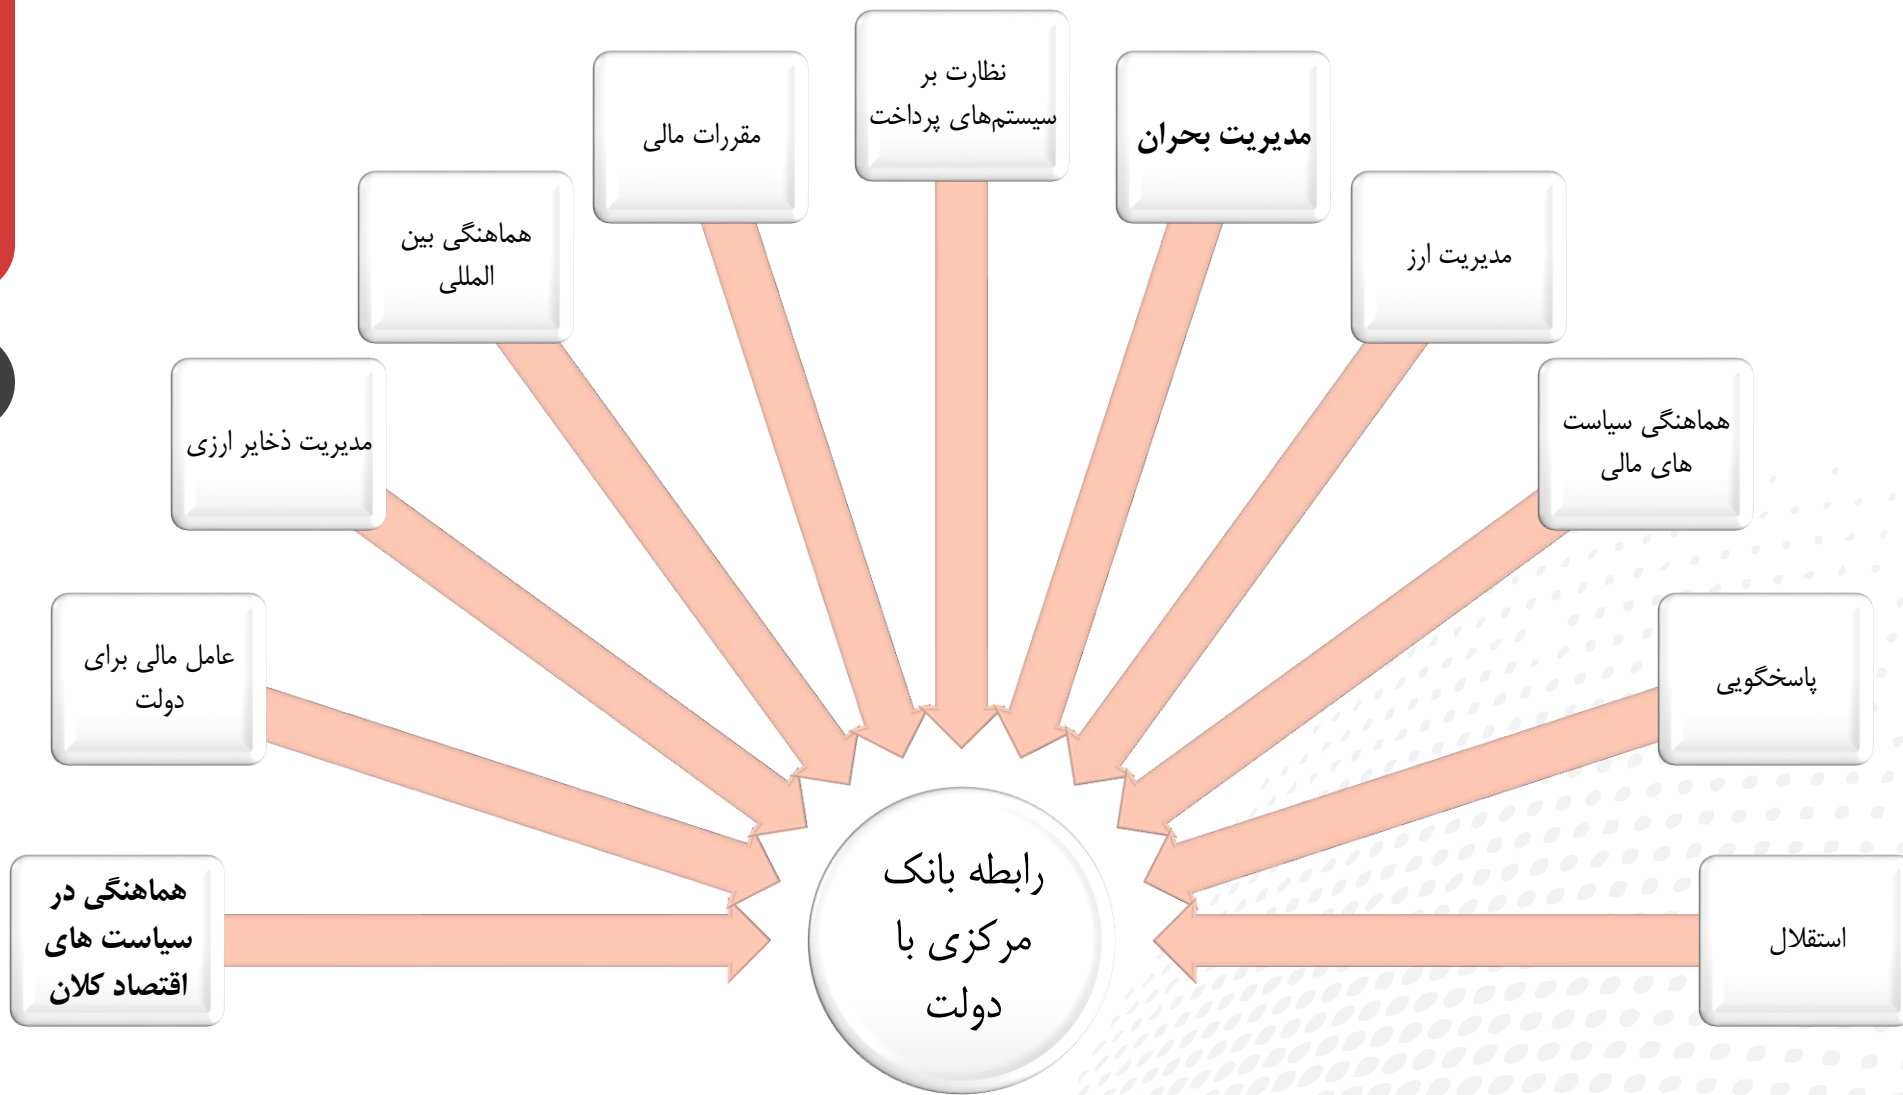 نظارت بر
سیستم‌های پرداخت
مدیریت بحران
مقررات مالی
مدیریت ارز
هماهنگی بین
المللی
هماهنگی سیاست
های مالی
مدیریت ذخایر ارزی
پاسخگویی
عامل مالی برای
دولت
استقلال
هماهنگی در
سیاست های
اقتصاد کلان
رابطه بانک
مرکزی با
دولت